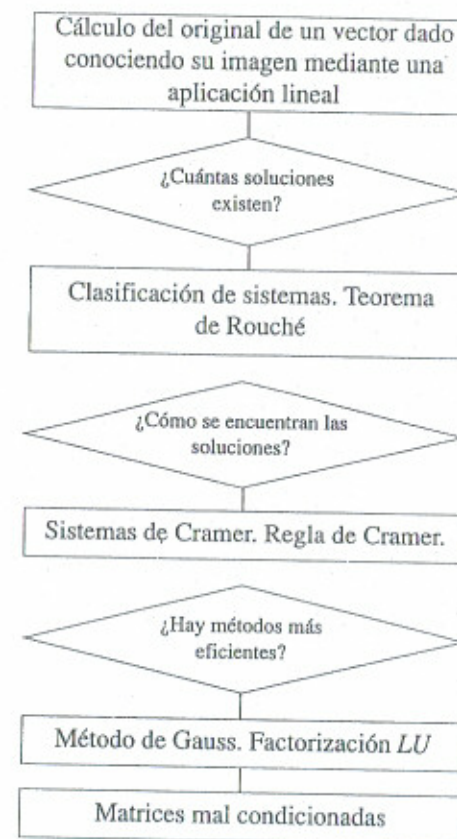 Cálculo del original de un vector dado
conociendo su imagen mediante una
aplicación lineal
¿Cuántas soluciones
existen?
Clasificación de sistemas. Teorema
de Rouché
¿Cómo se encuentran las
soluciones?
Sistemas de Cramer. Regla de Cramer.
¿Hay métodos más
eficientes?
Método de Gauss. Factorización LU
Matrices mal condicionadas